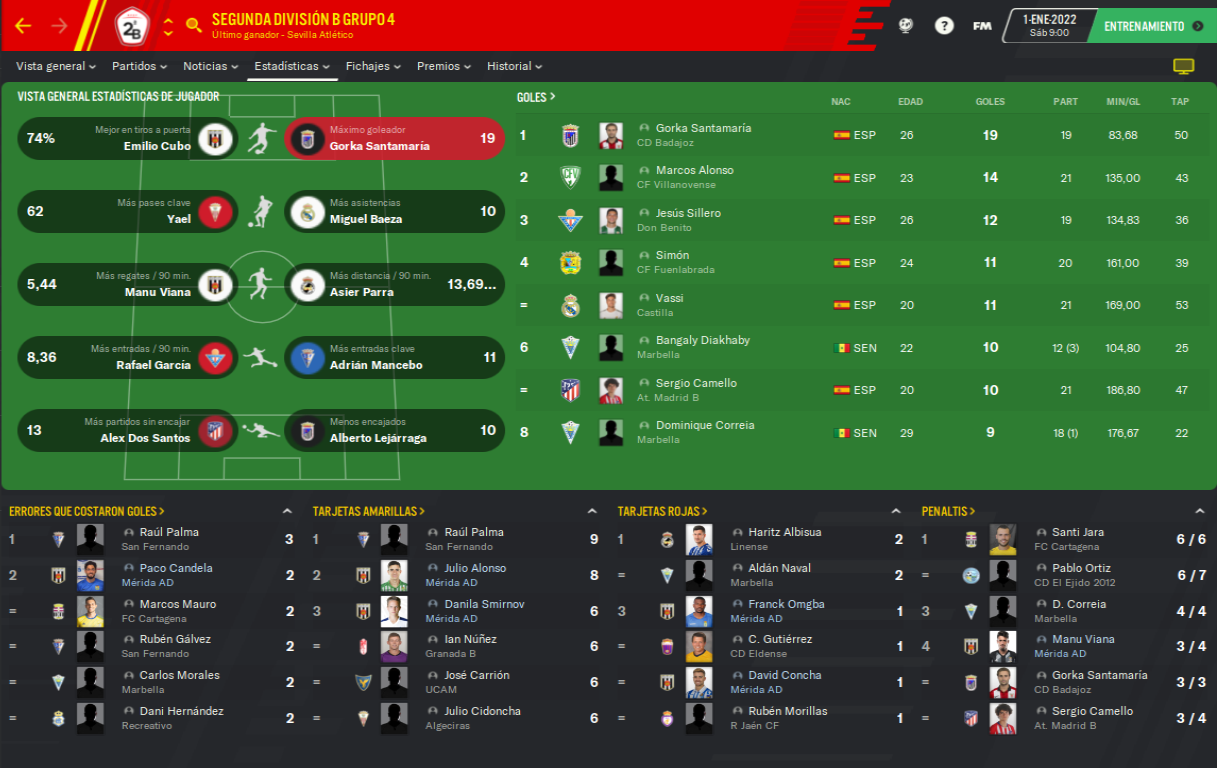 2ªB
SEGUNDA DIVISIÓN B GRUPO 4
Último ganador - Sevilla Atlético
?
FM
1-ENE-2022
Sáb 9:00
ENTRENAMIENTO
Vista general
Partidos
Noticias
Estadísticas
Fichajes
Premios
Historial
VISTA GENERAL ESTADÍSTICAS DE JUGADOR
74%
Mejor en tiros a puerta
Emilio Cubo
Máximo goleador
Gorka Santamaría
19
62
Más pases clave
Yael
Más asistencias
Miguel Baeza
10
5,44
Más regates / 90 min.
Manu Viana
Más distancia / 90 min.
Asier Parra
13,69...
8,36
Más entradas / 90 min.
Rafael García
Más entradas clave
Adrián Mancebo
11
13
Más partidos sin encajar
Alex Dos Santos
Menos encajados
Alberto Lejárraga
10
GOLES >
NAC EDAD GOLES PART MIN/GL TAP
1 Gorka Santamaría ESP 26 19 19 83,68 50
CD Badajoz
2 Marcos Alonso ESP 23 14 21 135,00 43
CF Villanovense
3 Jesús Sillero ESP 26 12 19 134,83 36
Don Benito
4 Simón ESP 24 11 20 161,00 39
CF Fuenlabrada
= Vassi ESP 20 11 21 169,00 53
Castilla
6 Bangaly Diakhaby SEN 22 10 12 (3) 104,80 25
Marbella
= Sergio Camello ESP 20 10 21 186,80 47
At. Madrid B
8 Dominique Correia SEN 29 9 18 (1) 176,67 22
Marbella
ERRORES QUE COSTARON GOLES >
1 Raúl Palma 3
San Fernando
2 Paco Candela 2
Mérida AD
= Marcos Mauro 2
FC Cartagena
= Rubén Gálvez 2
San Fernando
= Carlos Morales 2
Marbella
= Dani Hernández 2
Recreativo
TARJETAS AMARILLAS >
1 Raúl Palma 9
San Fernando
2 Julio Alonso 8
Mérida AD
3 Danila Smirnov 6
Mérida AD
= Ian Núñez 6
Granada B
= José Carrión 6
UCAM
= Julio Cidoncha 6
Algeciras
TARJETAS ROJAS >
1 Haritz Albisua 2
Linense
= Aldán Naval 2
Marbella
3 Franck Omgba 1
Mérida AD
= C. Gutiérrez 1
CD Eldense
= David Concha 1
Mérida AD
= Rubén Morillas 1
R Jaén CF
PENALTIS >
1 Santi Jara 6 / 6
FC Cartagena
= Pablo Ortiz 6 / 7
CD El Ejido 2012
3 D. Correia 4 / 4
Marbella
4 Manu Viana 3 / 4
Mérida AD
= Gorka Santamaría 3 / 3
CD Badajoz
= Sergio Camello 3 / 4
At. Madrid B